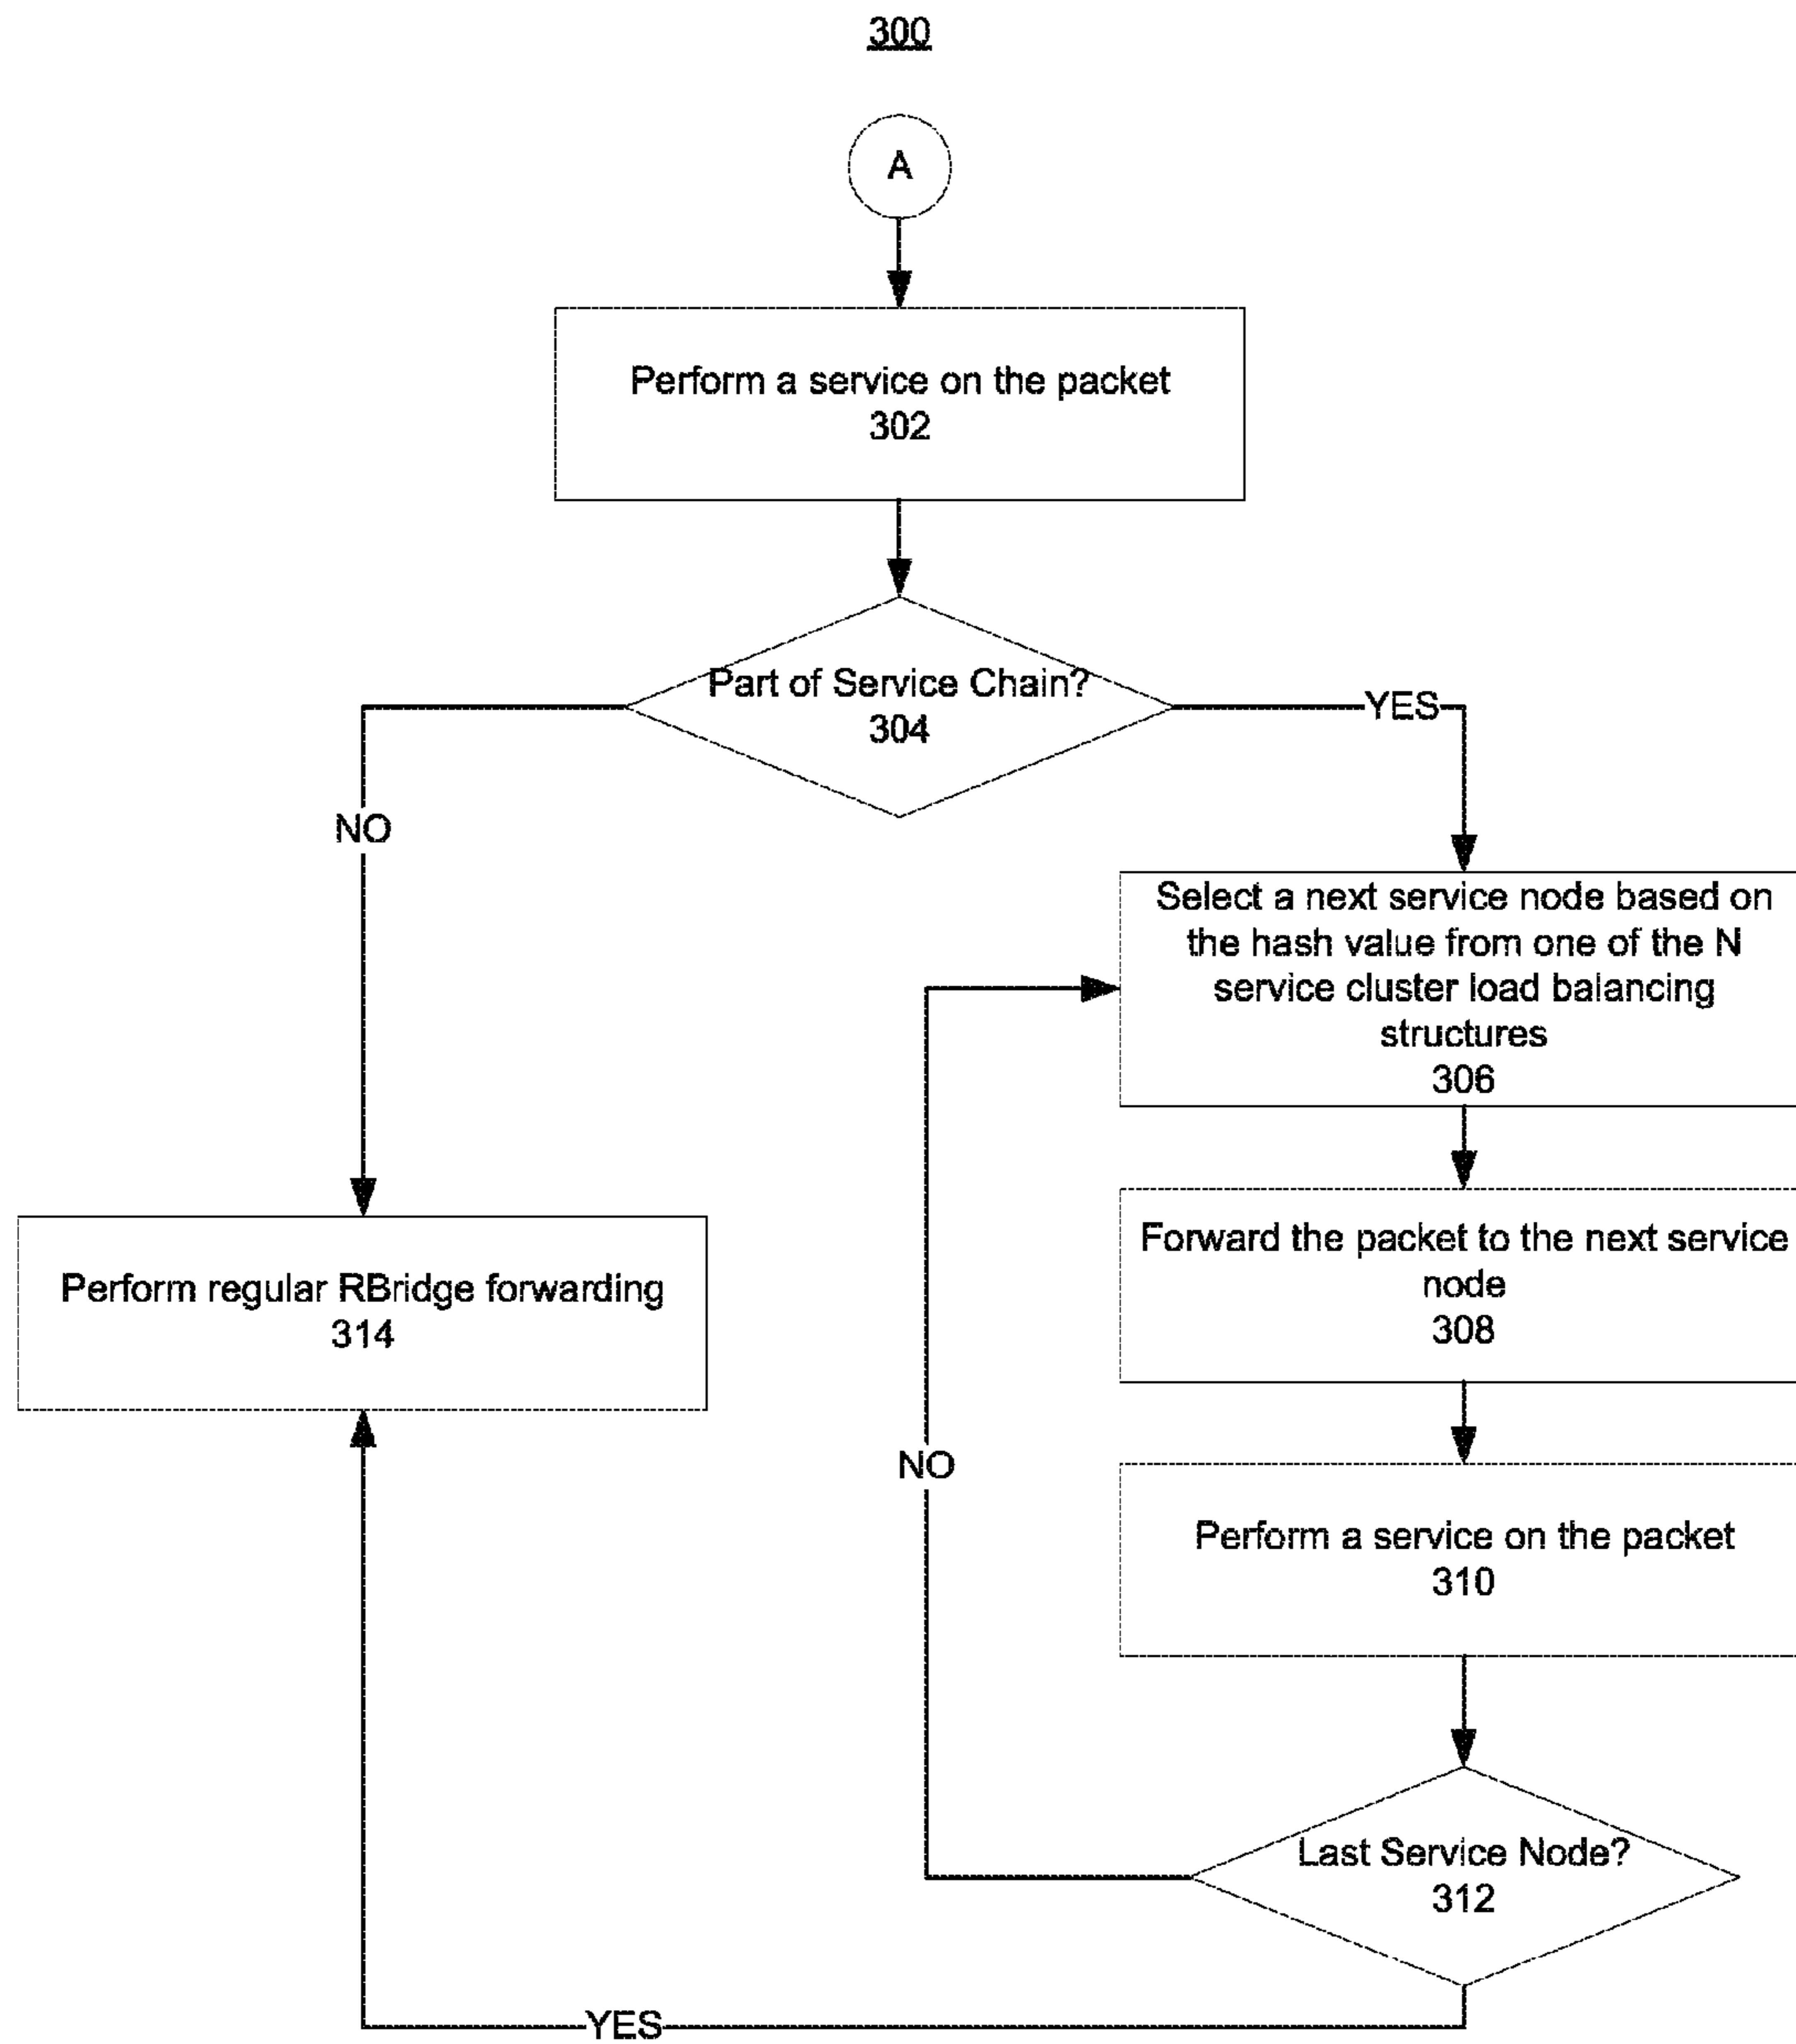 300
A
Perform a service on the packet
302
Part of Service Chain?
304
YES
NO
Select a next service node based on
the hash value from one of the N
service cluster load balancing
structures
306
Forward the packet to the next service
node
308
Perform regular RBridge forwarding
314
NO
Perform a service on the packet
310
Last Service Node?
312
YES